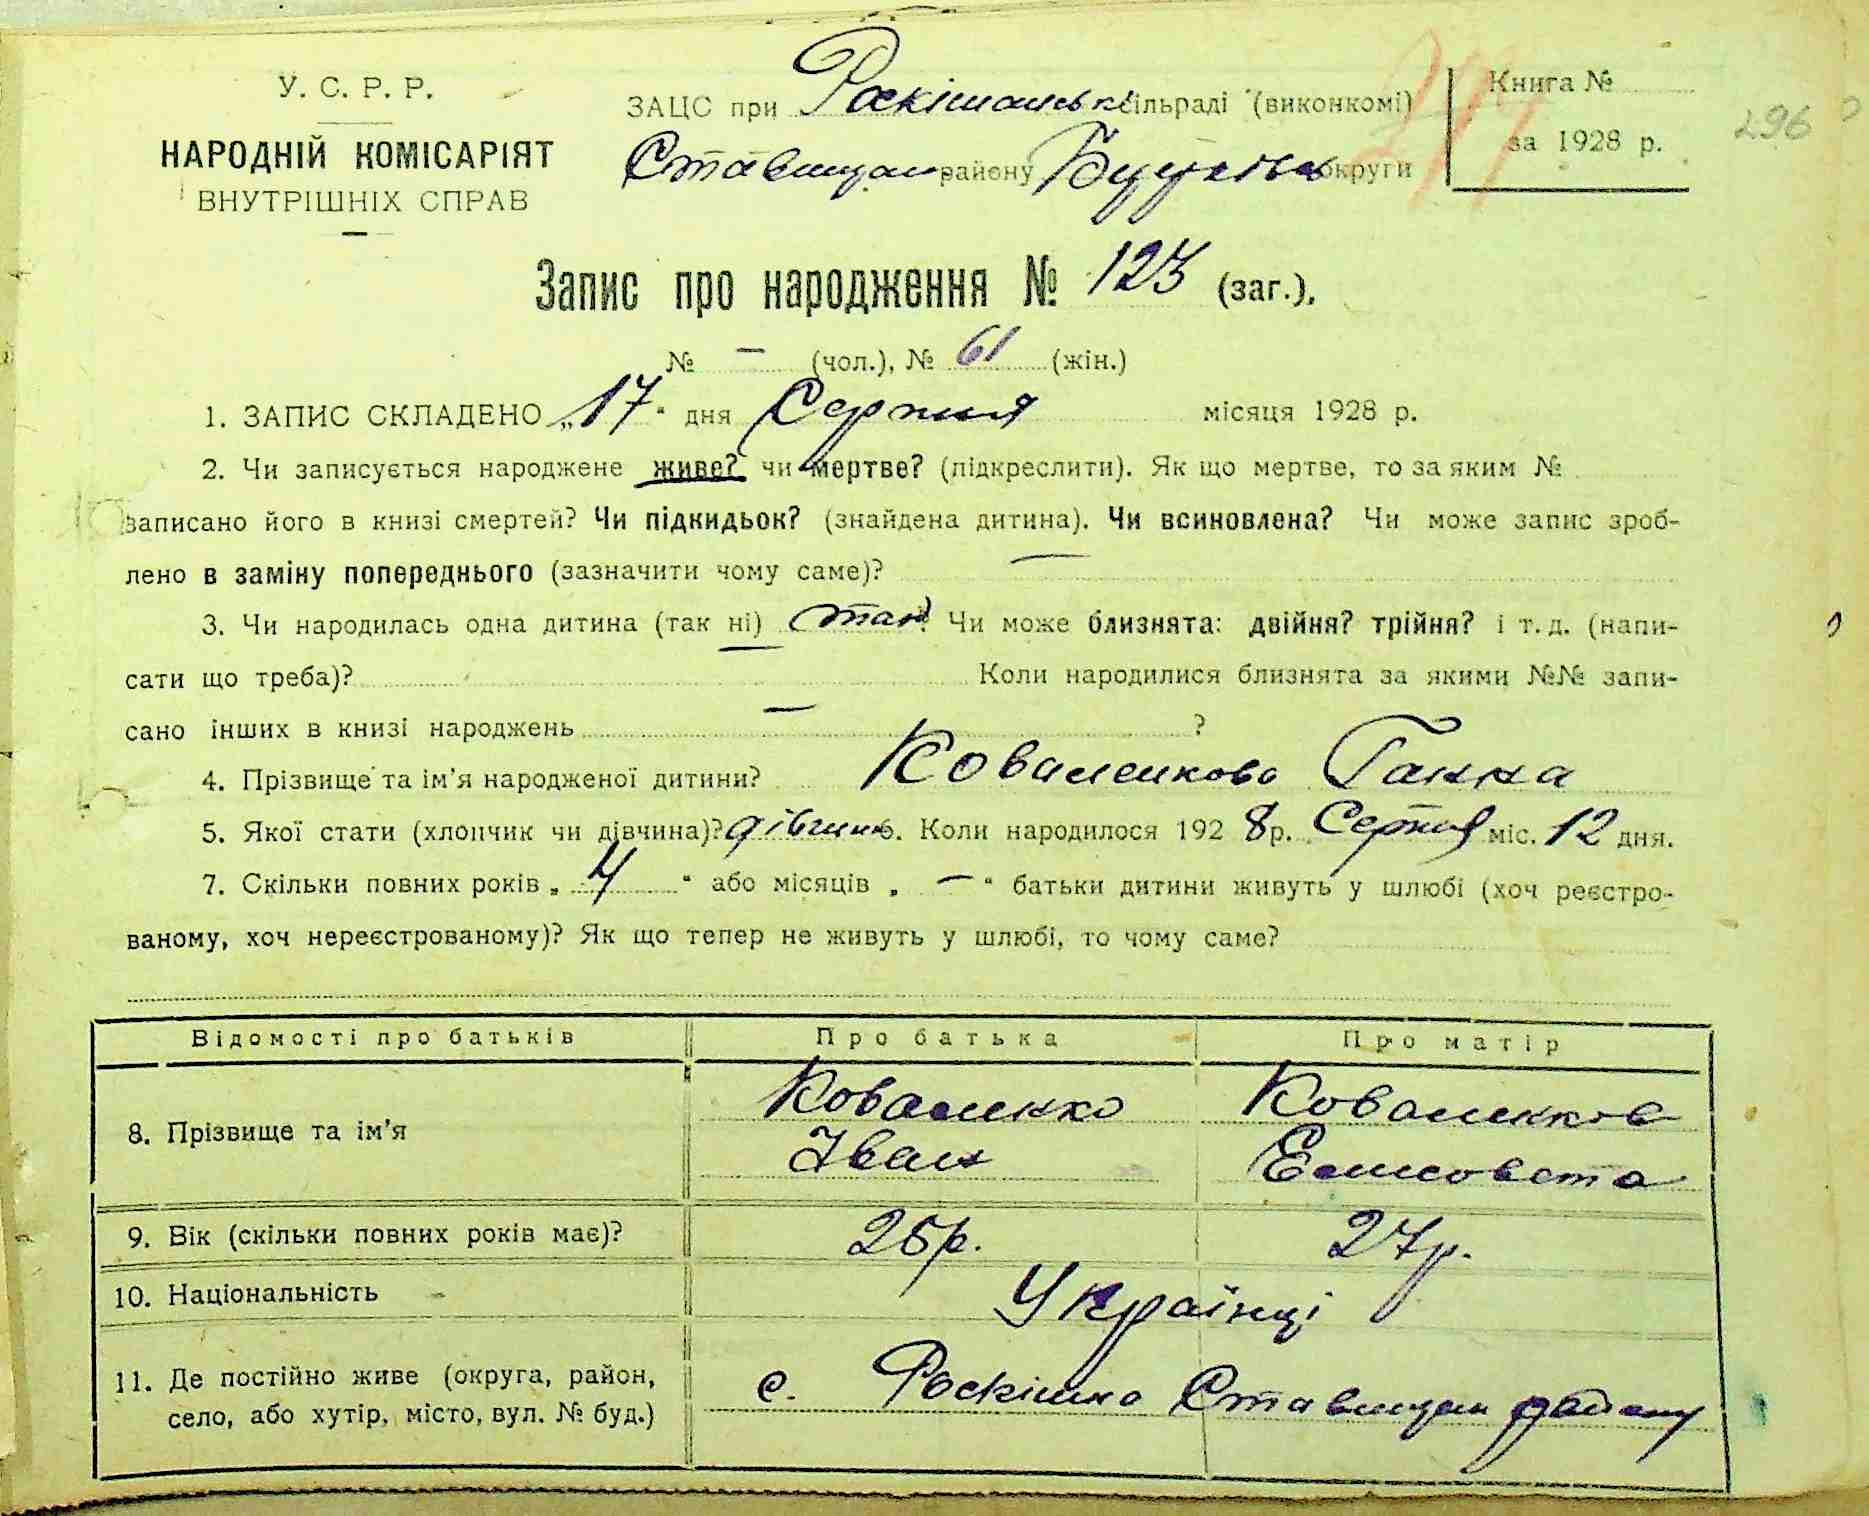 У. С. Р. Р.
НАРОДНІЙ КОМІСАРІЯТ
ВНУТРІШНІХ СПРАВ
ЗАЦС при Роскішанські сільраді (виконкомі)
Ставищан району Білоцерків округи
Книга №
за 1928 р.
296
Запис про народження № 123 (заг.),
№ — (чол.), № 61 (жін.)
1. ЗАПИС СКЛАДЕНО „17“ дня Серпня місяця 1928 р.
2. Чи записується народжене живе? чи мертве? (підкреслити). Як що мертве, то за яким №
записано його в книзі смертей? Чи підкидьок? (знайдена дитина). Чи всиновлена? Чи може запис зроб-
лено в заміну попереднього (зазначити чому саме)? —
3. Чи народилась одна дитина (так ні) так? Чи може близнята: двійня? трійня? і т. д. (напи-
сати що треба)? — Коли народилися близнята за якими №№ запи-
сано інших в книзі народжень — ?
4. Прізвище та ім'я народженої дитини? Коваленкова Ганна
5. Якої стати (хлопчик чи дівчина)? дівчина 6. Коли народилося 1928 р. Серпня міс. 12 дня.
7. Скільки повних років „4“ або місяців „—“ батьки дитини живуть у шлюбі (хоч реєстро-
ваному, хоч нереєстрованому)? Як що тепер не живуть у шлюбі, то чому саме?
Відомості про батьків Про батька Про матір
8. Прізвище та ім'я
Коваленко Коваленков
Іван Елисовета
9. Вік (скільки повних років має)? 26р. 27р.
10. Національність Українці
11. Де постійно живе (округа, район,
село, або хутір, місто, вул. № буд.)
с. Роскішна Ставищан району